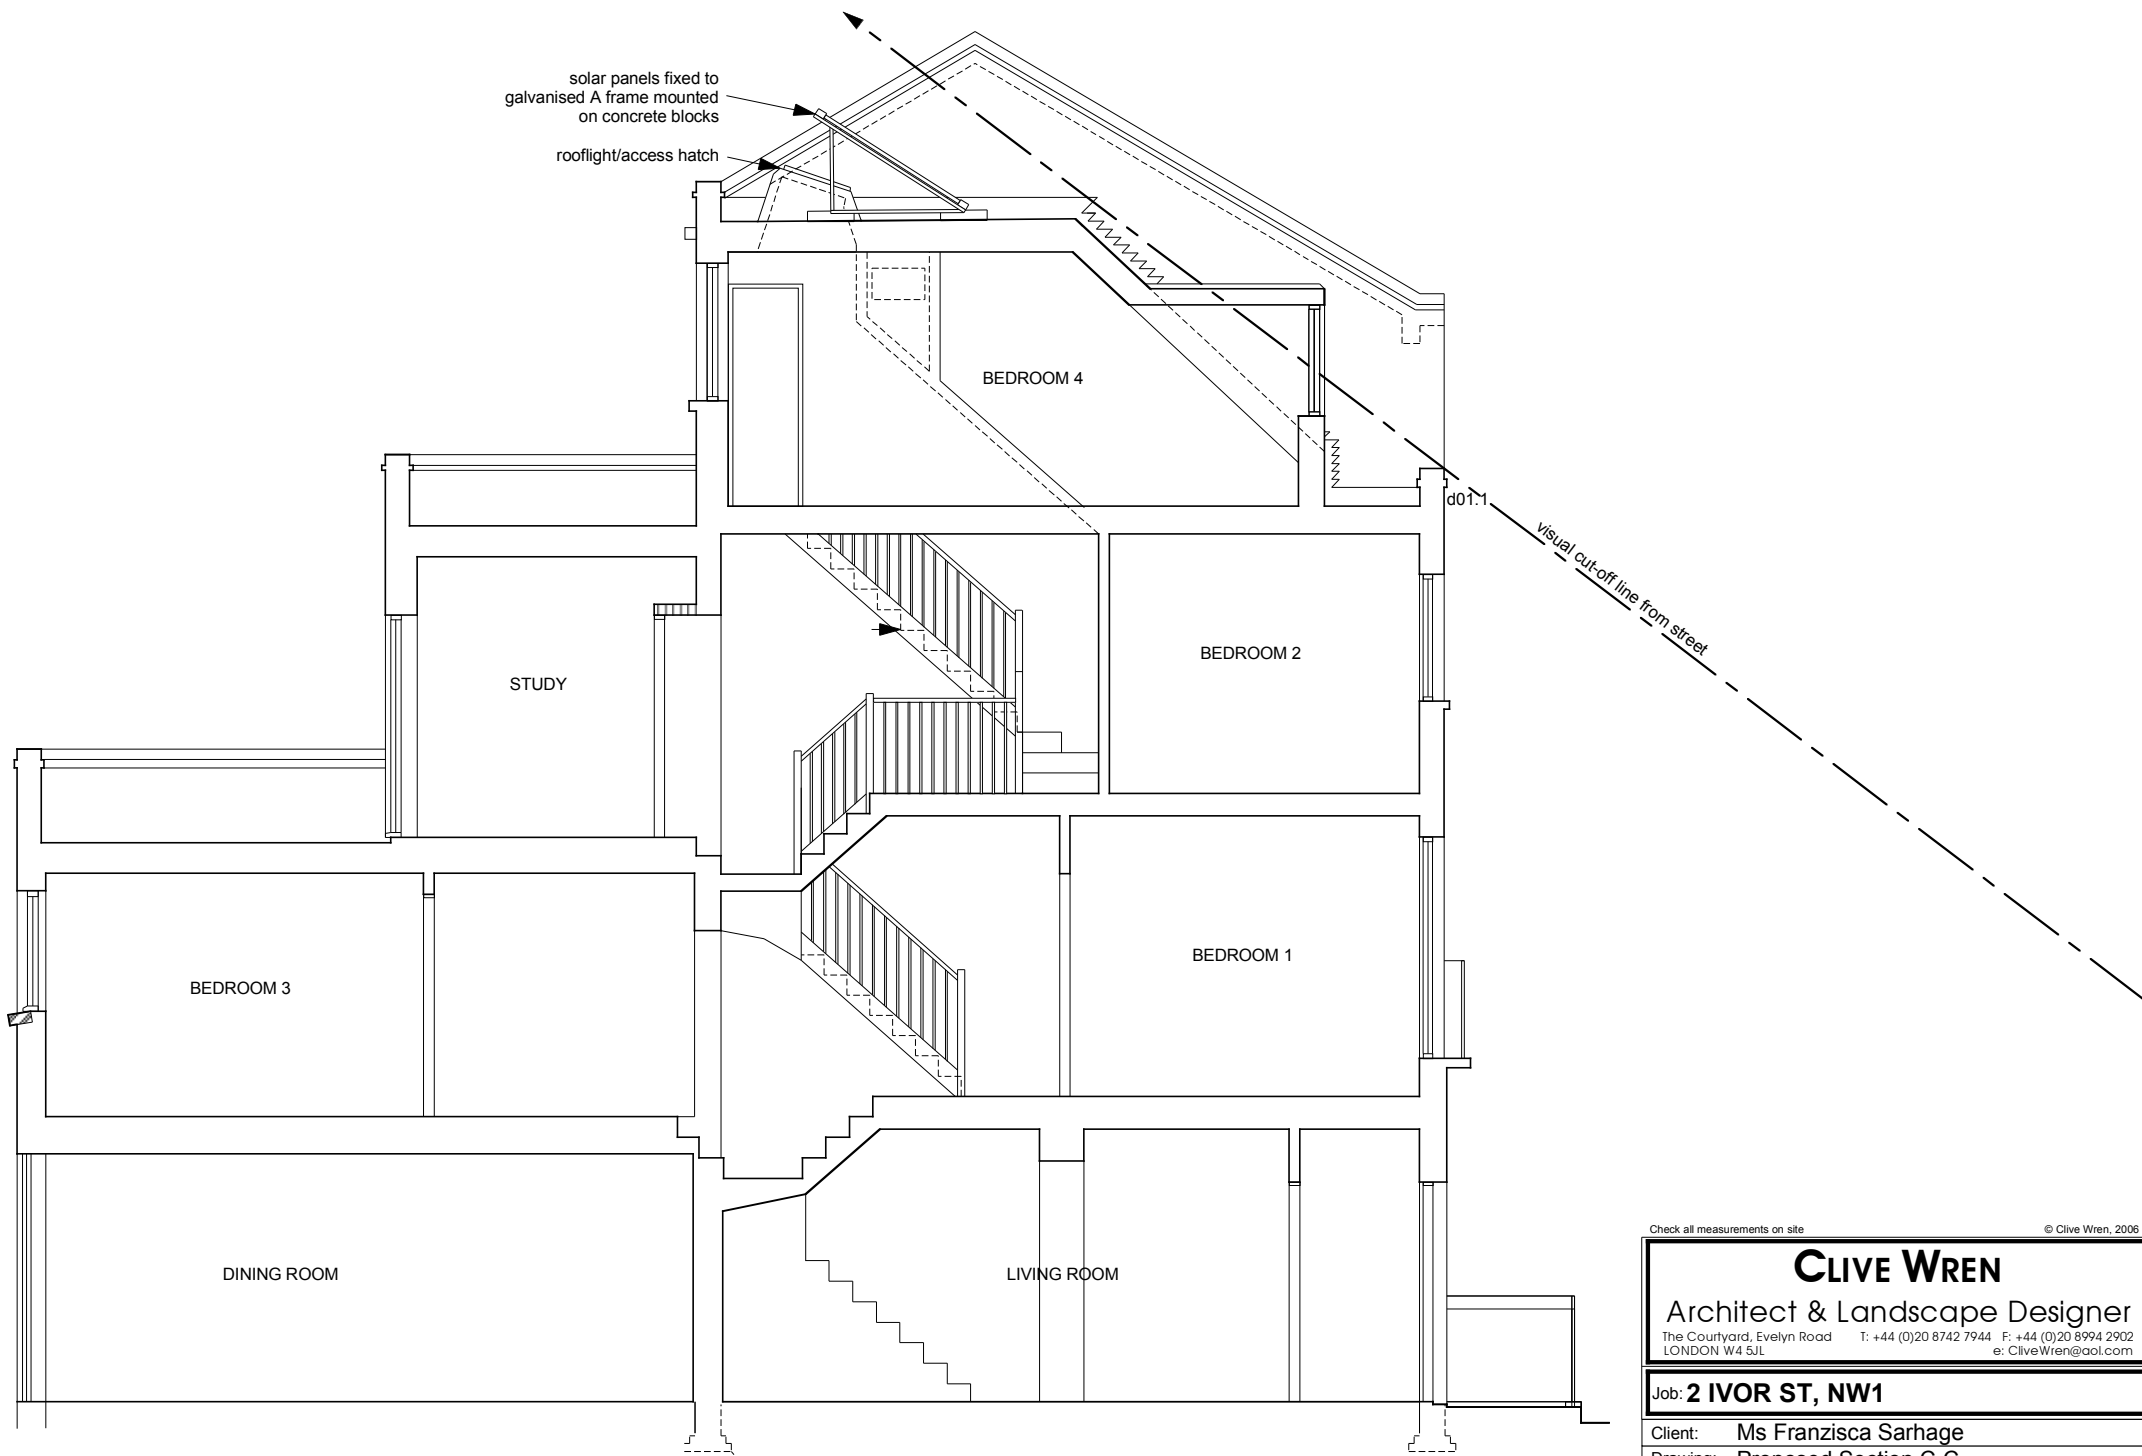 solar panels fixed to
galvanised A frame mounted
on concrete blocks
rooflight/access hatch
BEDROOM 4
d01.1
visual cut-off line from street
BEDROOM 2
STUDY
BEDROOM 1
BEDROOM 3
DINING ROOM
LIVING ROOM
Check all measurements on site © Clive Wren, 2006
CLIVE WREN
Architect & Landscape Designer
The Courtyard, Evelyn Road T: +44 (0)20 8742 7944 F: +44 (0)20 8994 2902
LONDON W4 5JL e: CliveWren@aol.com
Job: 2 IVOR ST, NW1
Client: Ms Franzisca Sarhage
Drawing: Proposed Section